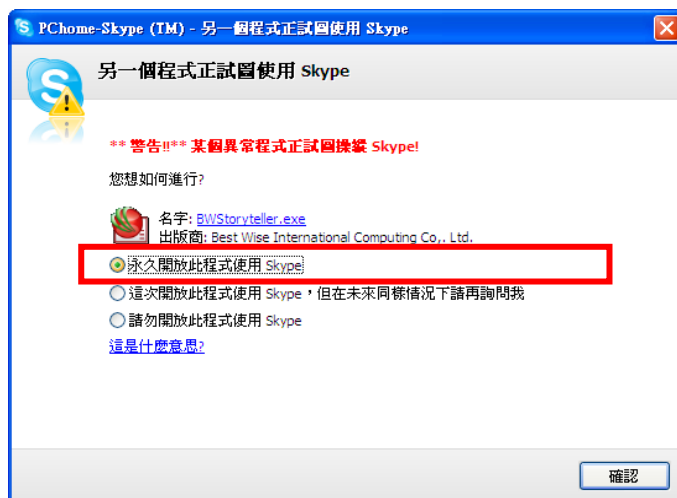 PChome-Skype (TM) - 另一個程式正試圖使用 Skype
另一個程式正試圖使用 Skype
** 警告!!** 某個異常程式正試圖操縱 Skype!
您想如何進行?
名字: BWStoryteller.exe
出版商: Best Wise International Computing Co,. Ltd.
永久開放此程式使用 Skype
這次開放此程式使用 Skype，但在未來同樣情況下請再詢問我
請勿開放此程式使用 Skype
這是什麼意思?
確認